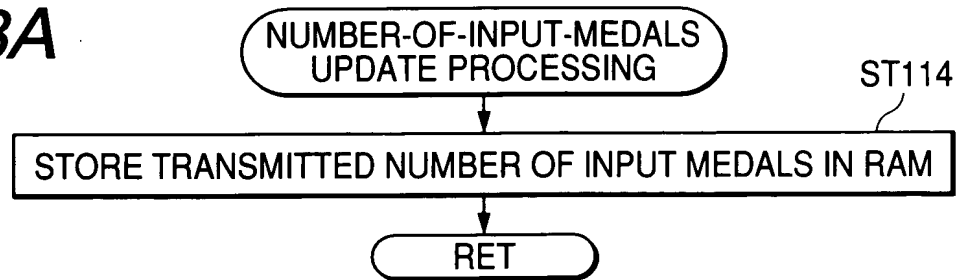 3A
NUMBER-OF-INPUT-MEDALS
UPDATE PROCESSING
ST114
STORE TRANSMITTED NUMBER OF INPUT MEDALS IN RAM
RET